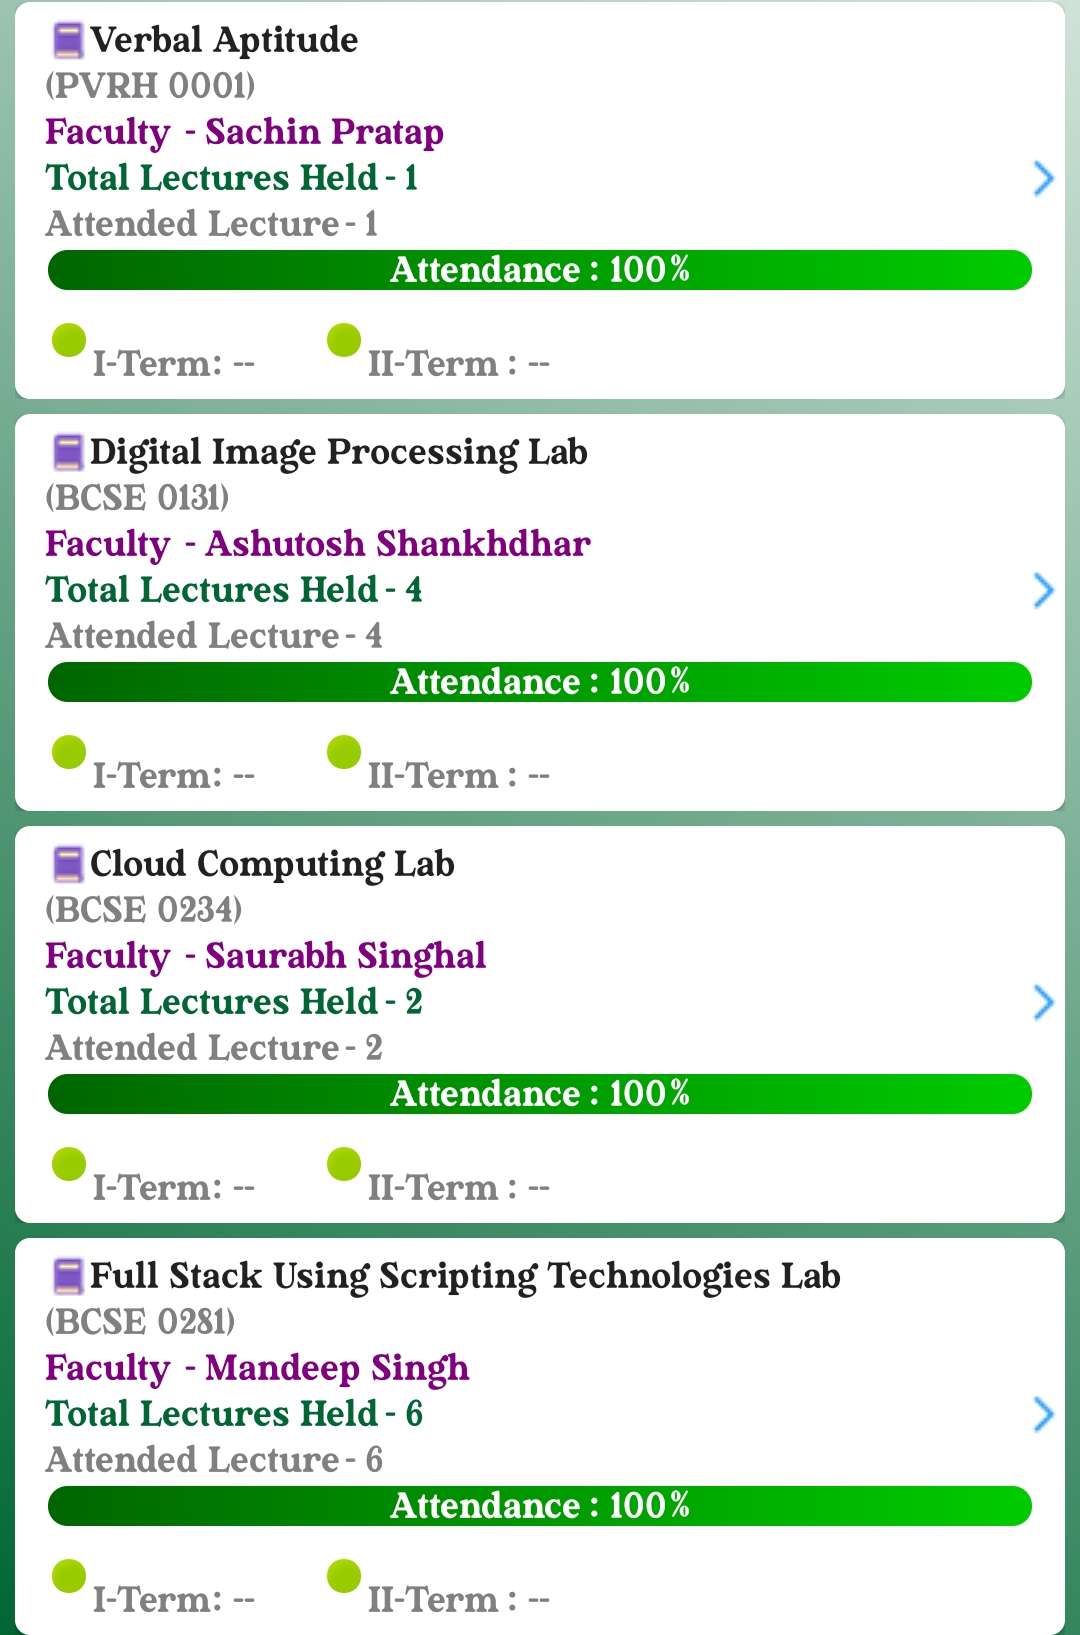 Verbal Aptitude
(PVRH 0001)
Faculty - Sachin Pratap
Total Lectures Held - 1
Attended Lecture - 1
Attendance : 100%
I-Term: -- II-Term : --
Digital Image Processing Lab
(BCSE 0131)
Faculty - Ashutosh Shankhdhar
Total Lectures Held - 4
Attended Lecture - 4
Attendance : 100%
I-Term: -- II-Term : --
Cloud Computing Lab
(BCSE 0234)
Faculty - Saurabh Singhal
Total Lectures Held - 2
Attended Lecture - 2
Attendance : 100%
I-Term: -- II-Term : --
Full Stack Using Scripting Technologies Lab
(BCSE 0281)
Faculty - Mandeep Singh
Total Lectures Held - 6
Attended Lecture - 6
Attendance : 100%
I-Term: -- II-Term : --